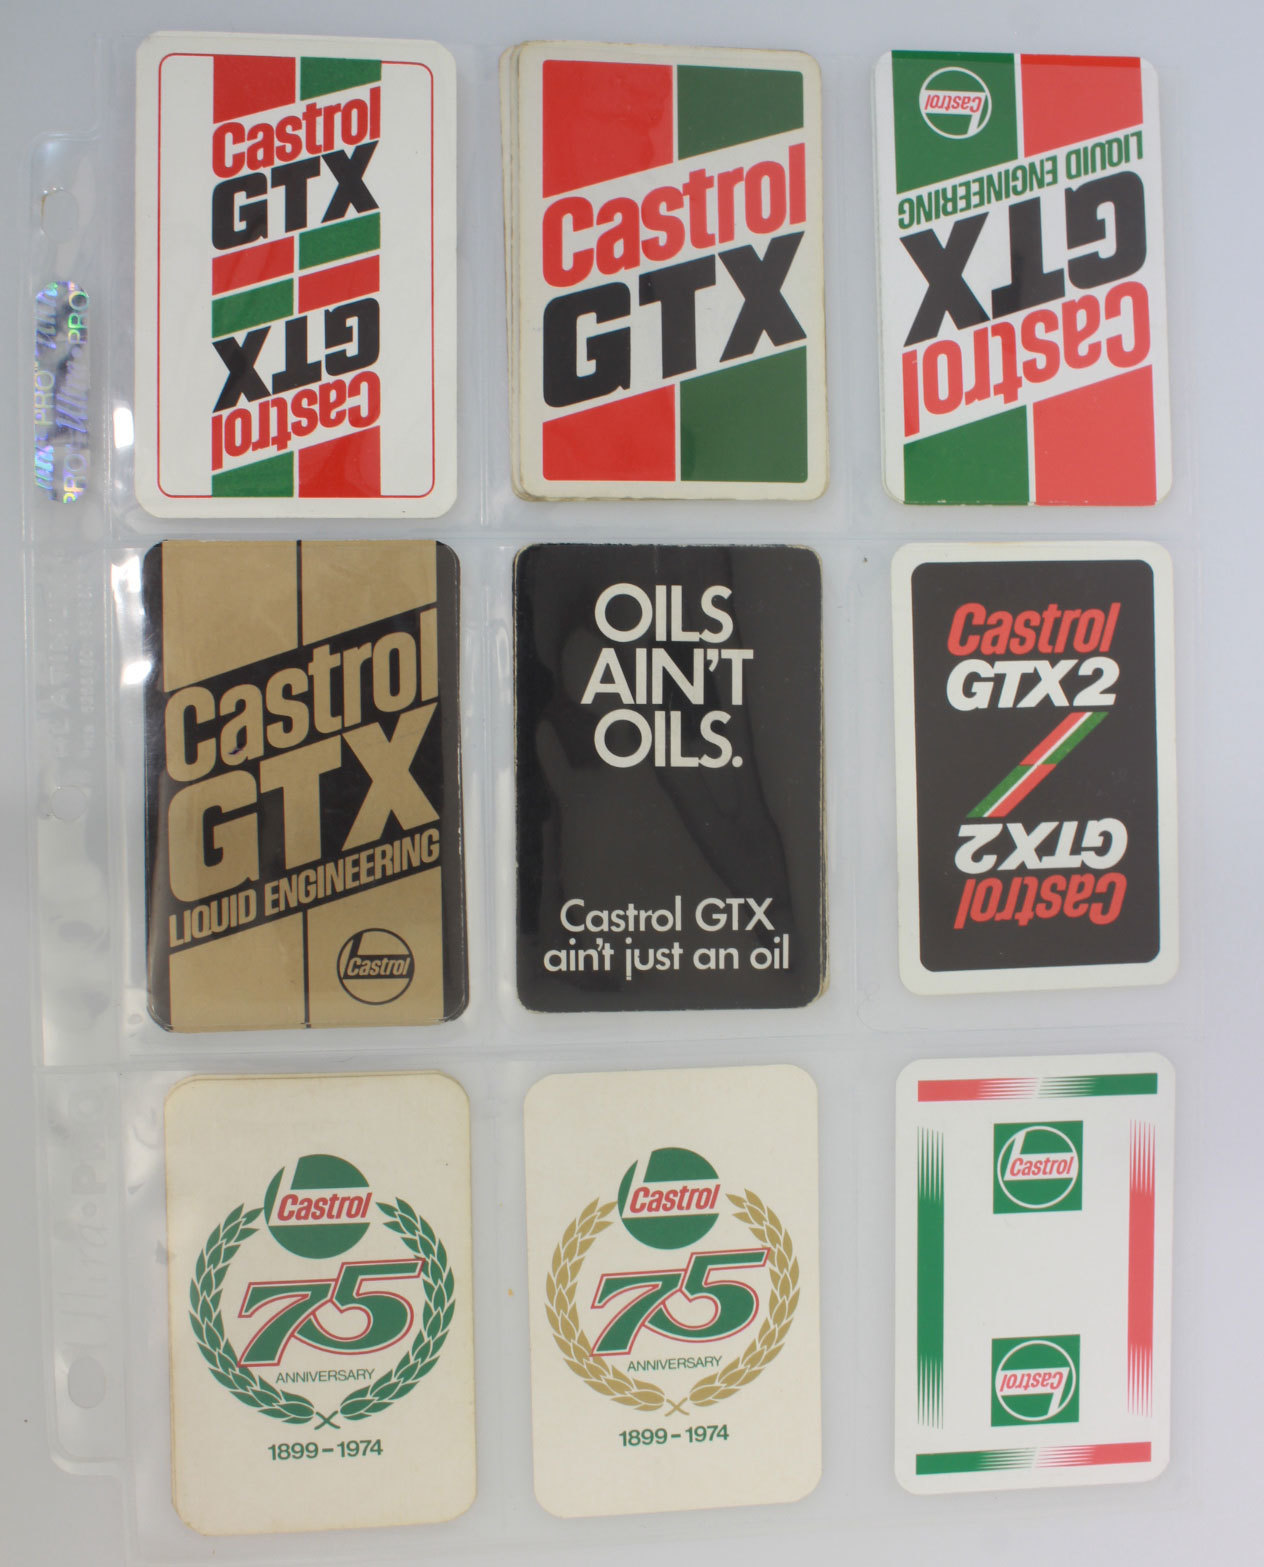 Castrol
GTX
GTX
Castrol
Castrol
GTX
Castrol
LIQUID ENGINEERING
GTX
Castrol
Castrol
GTX
LIQUID ENGINEERING
Castrol
OILS
AIN'T
OILS.
Castrol GTX
ain't just an oil
Castrol
GTX2
GTX2
Castrol
Castrol
75
ANNIVERSARY
1899-1974
Castrol
75
ANNIVERSARY
1899-1974
Castrol
Castrol